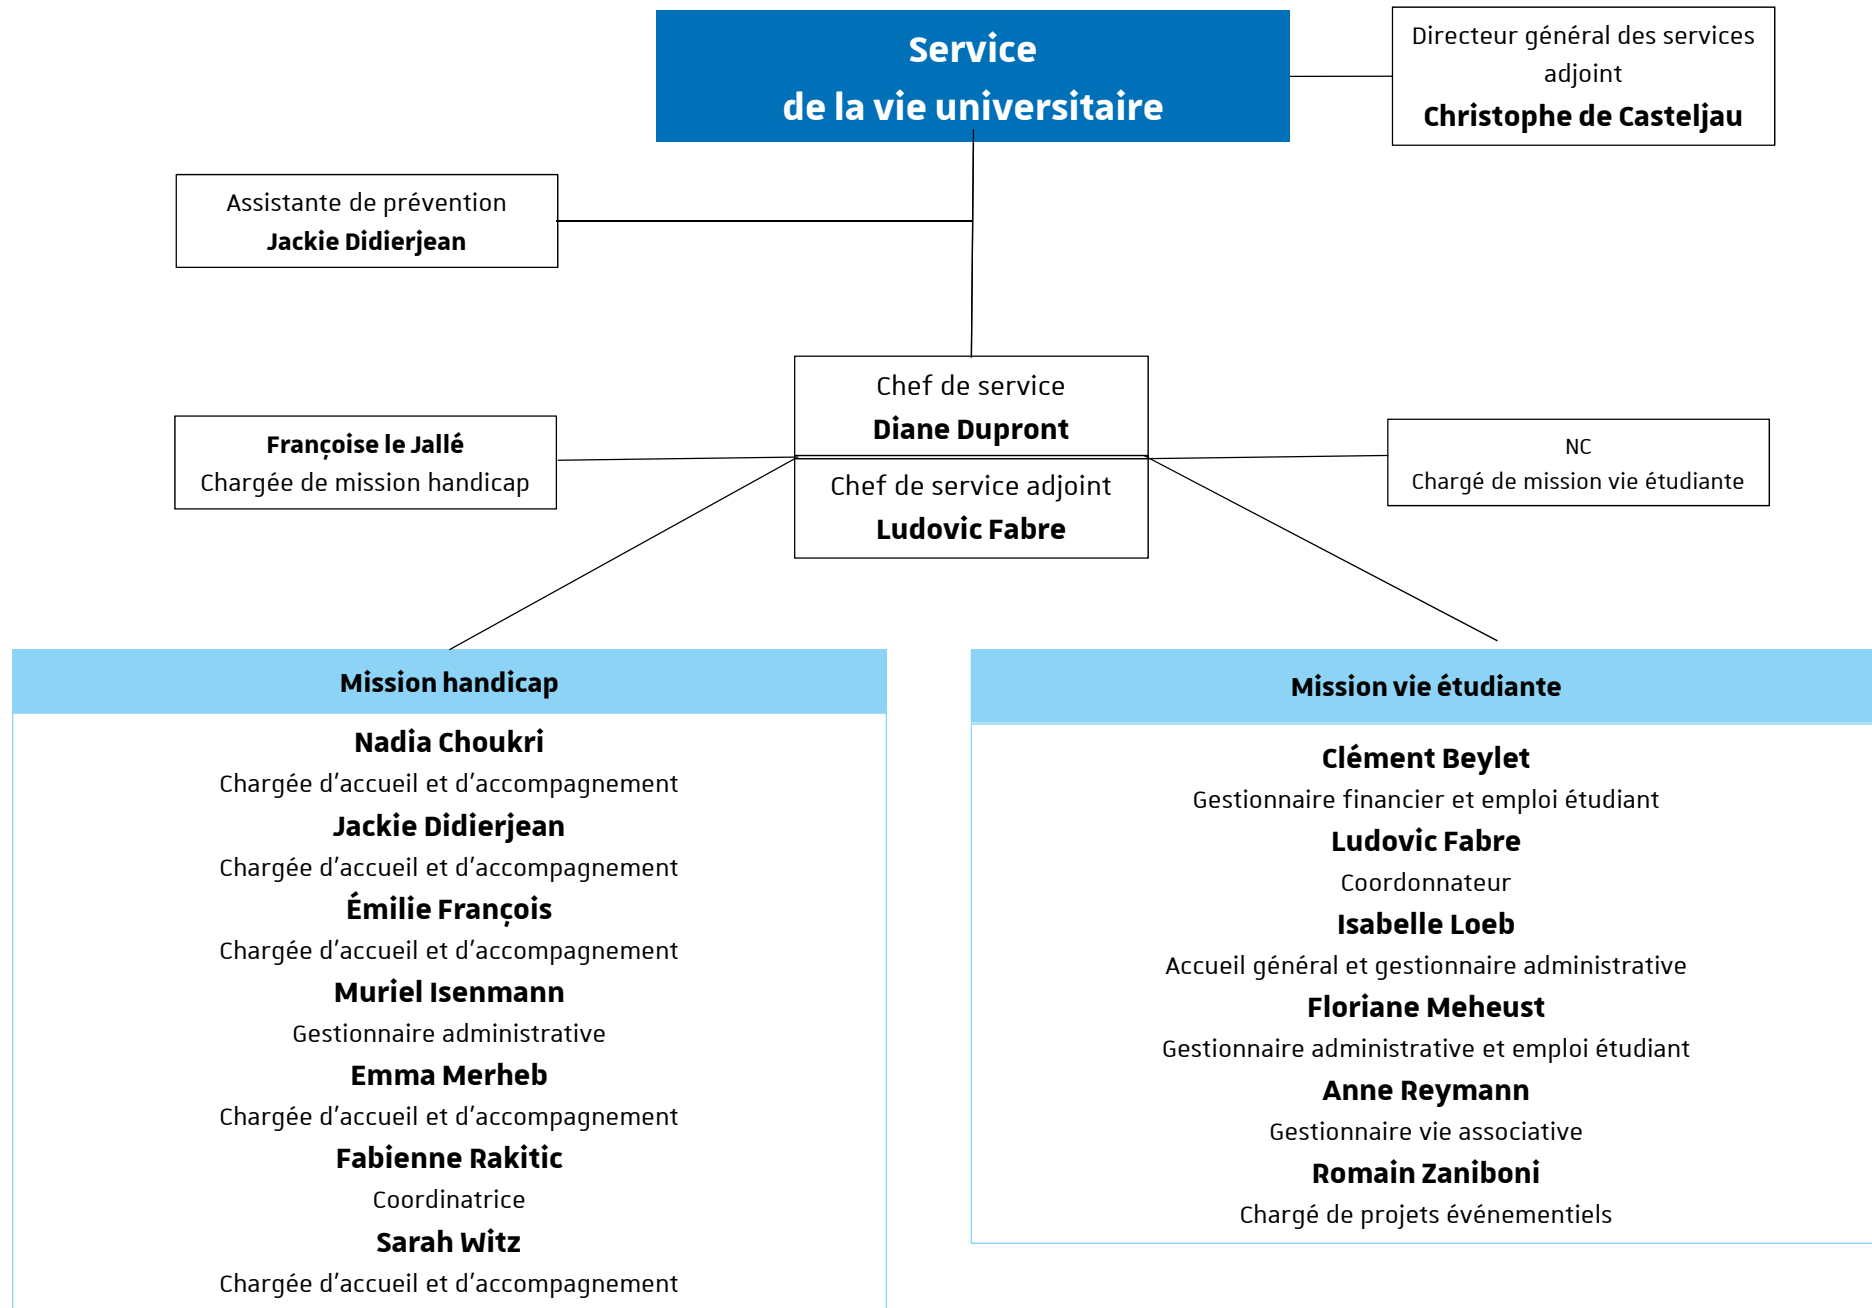 Service
de la vie universitaire
Directeur général des services
adjoint
Christophe de Casteljau
Assistante de prévention
Jackie Didierjean
Chef de service
Diane Dupront
Chef de service adjoint
Ludovic Fabre
Françoise le Jallé
Chargée de mission handicap
NC
Chargé de mission vie étudiante
Mission handicap
Nadia Choukri
Chargée d'accueil et d'accompagnement
Jackie Didierjean
Chargée d'accueil et d'accompagnement
Émilie François
Chargée d'accueil et d'accompagnement
Muriel Isenmann
Gestionnaire administrative
Emma Merheb
Chargée d'accueil et d'accompagnement
Fabienne Rakitic
Coordinatrice
Sarah Witz
Chargée d'accueil et d'accompagnement
Mission vie étudiante
Clément Beylet
Gestionnaire financier et emploi étudiant
Ludovic Fabre
Coordonnateur
Isabelle Loeb
Accueil général et gestionnaire administrative
Floriane Meheust
Gestionnaire administrative et emploi étudiant
Anne Reymann
Gestionnaire vie associative
Romain Zaniboni
Chargé de projets événementiels